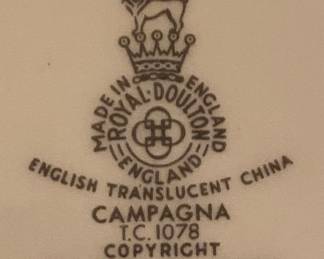 MADE IN ENGLAND
ROYAL·DOULTON
ENGLAND
ENGLISH TRANSLUCENT CHINA
CAMPAGNA
T.C. 1078
COPYRIGHT